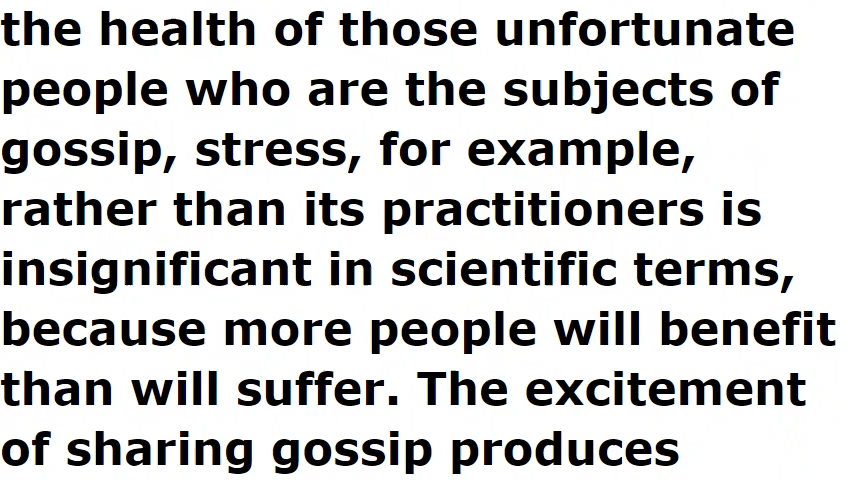 the health of those unfortunate
people who are the subjects of
gossip, stress, for example,
rather than its practitioners is
insignificant in scientific terms,
because more people will benefit
than will suffer. The excitement
of sharing gossip produces